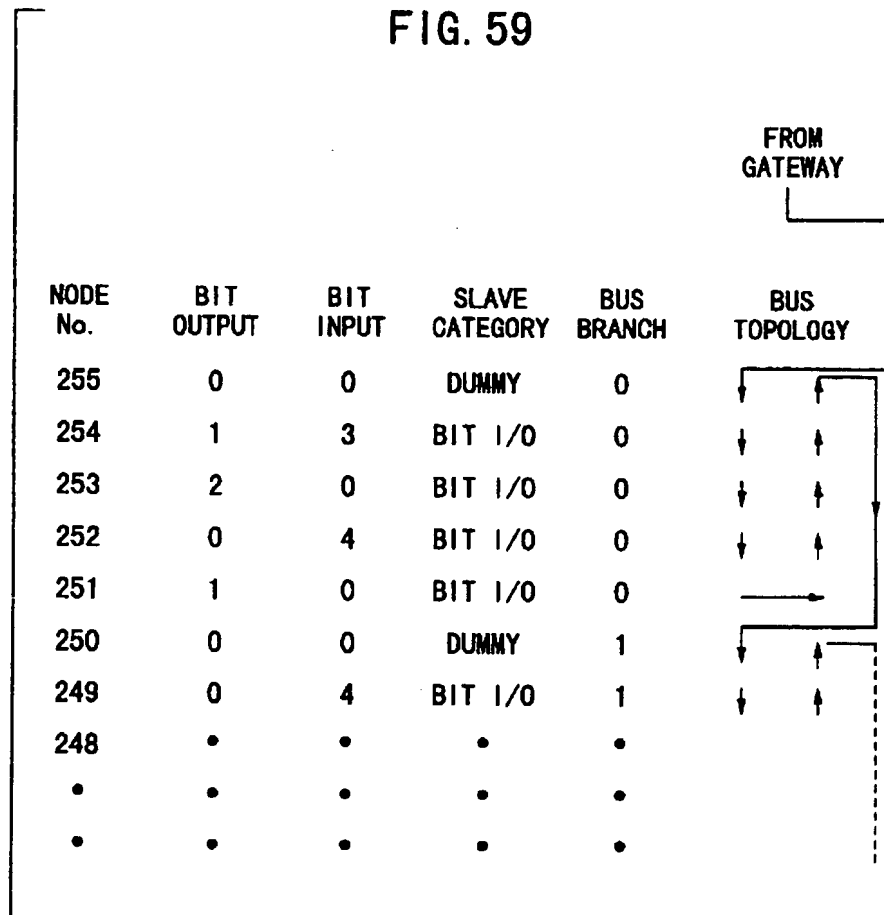 FIG. 59
FROM
GATEWAY
NODE No. BIT OUTPUT BIT INPUT SLAVE CATEGORY BUS BRANCH BUS TOPOLOGY
255 0 0 DUMMY 0
254 1 3 BIT I/O 0
253 2 0 BIT I/O 0
252 0 4 BIT I/O 0
251 1 0 BIT I/O 0
250 0 0 DUMMY 1
249 0 4 BIT I/O 1
248